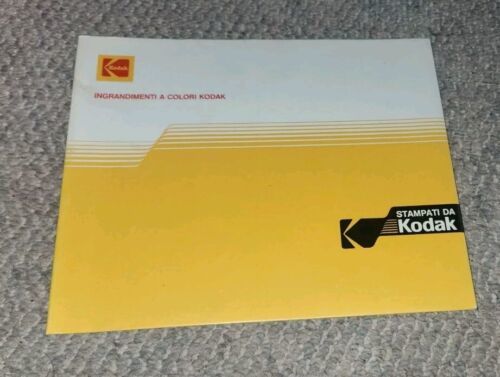 Kodak
INGRANDIMENTI A COLORI KODAK
STAMPATI DA
Kodak